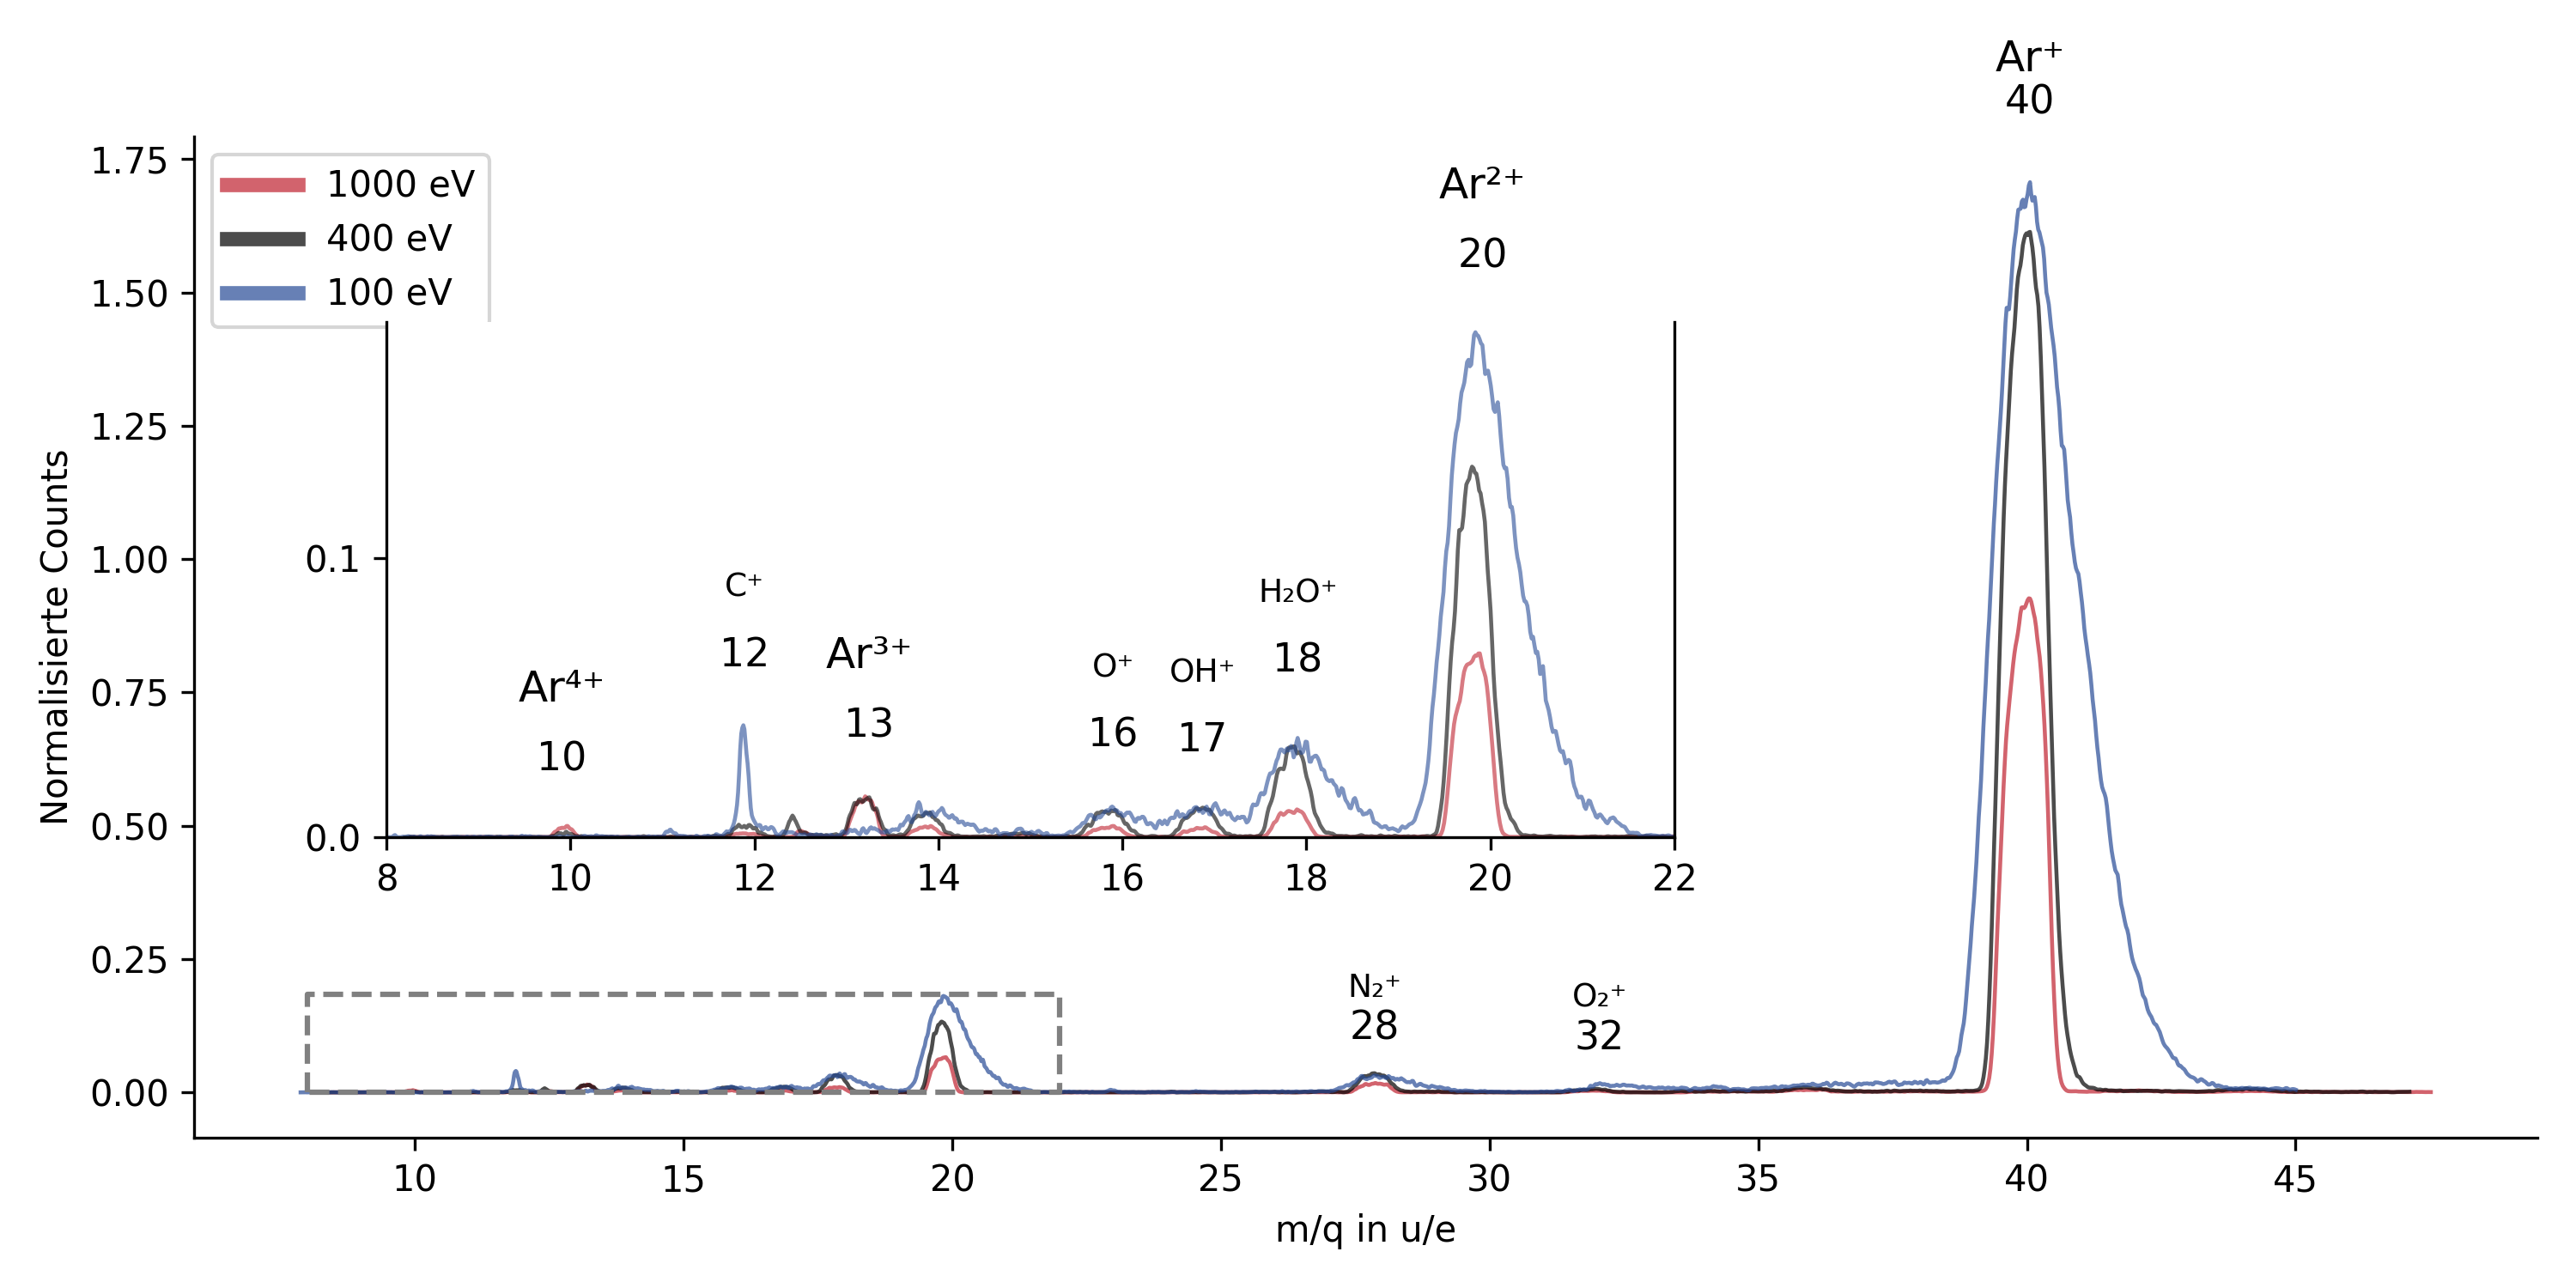 Ar⁺
40
1.75
1.50
1.25
1.00
0.75
0.50
0.25
0.00
Normalisierte Counts
1000 eV
400 eV
100 eV
Ar²⁺
20
0.1
0.0
C⁺
12
Ar³⁺
13
Ar⁴⁺
10
O⁺
16
OH⁺
17
H₂O⁺
18
8 10 12 14 16 18 20 22
N₂⁺
28
O₂⁺
32
10 15 20 25 30 35 40 45
m/q in u/e